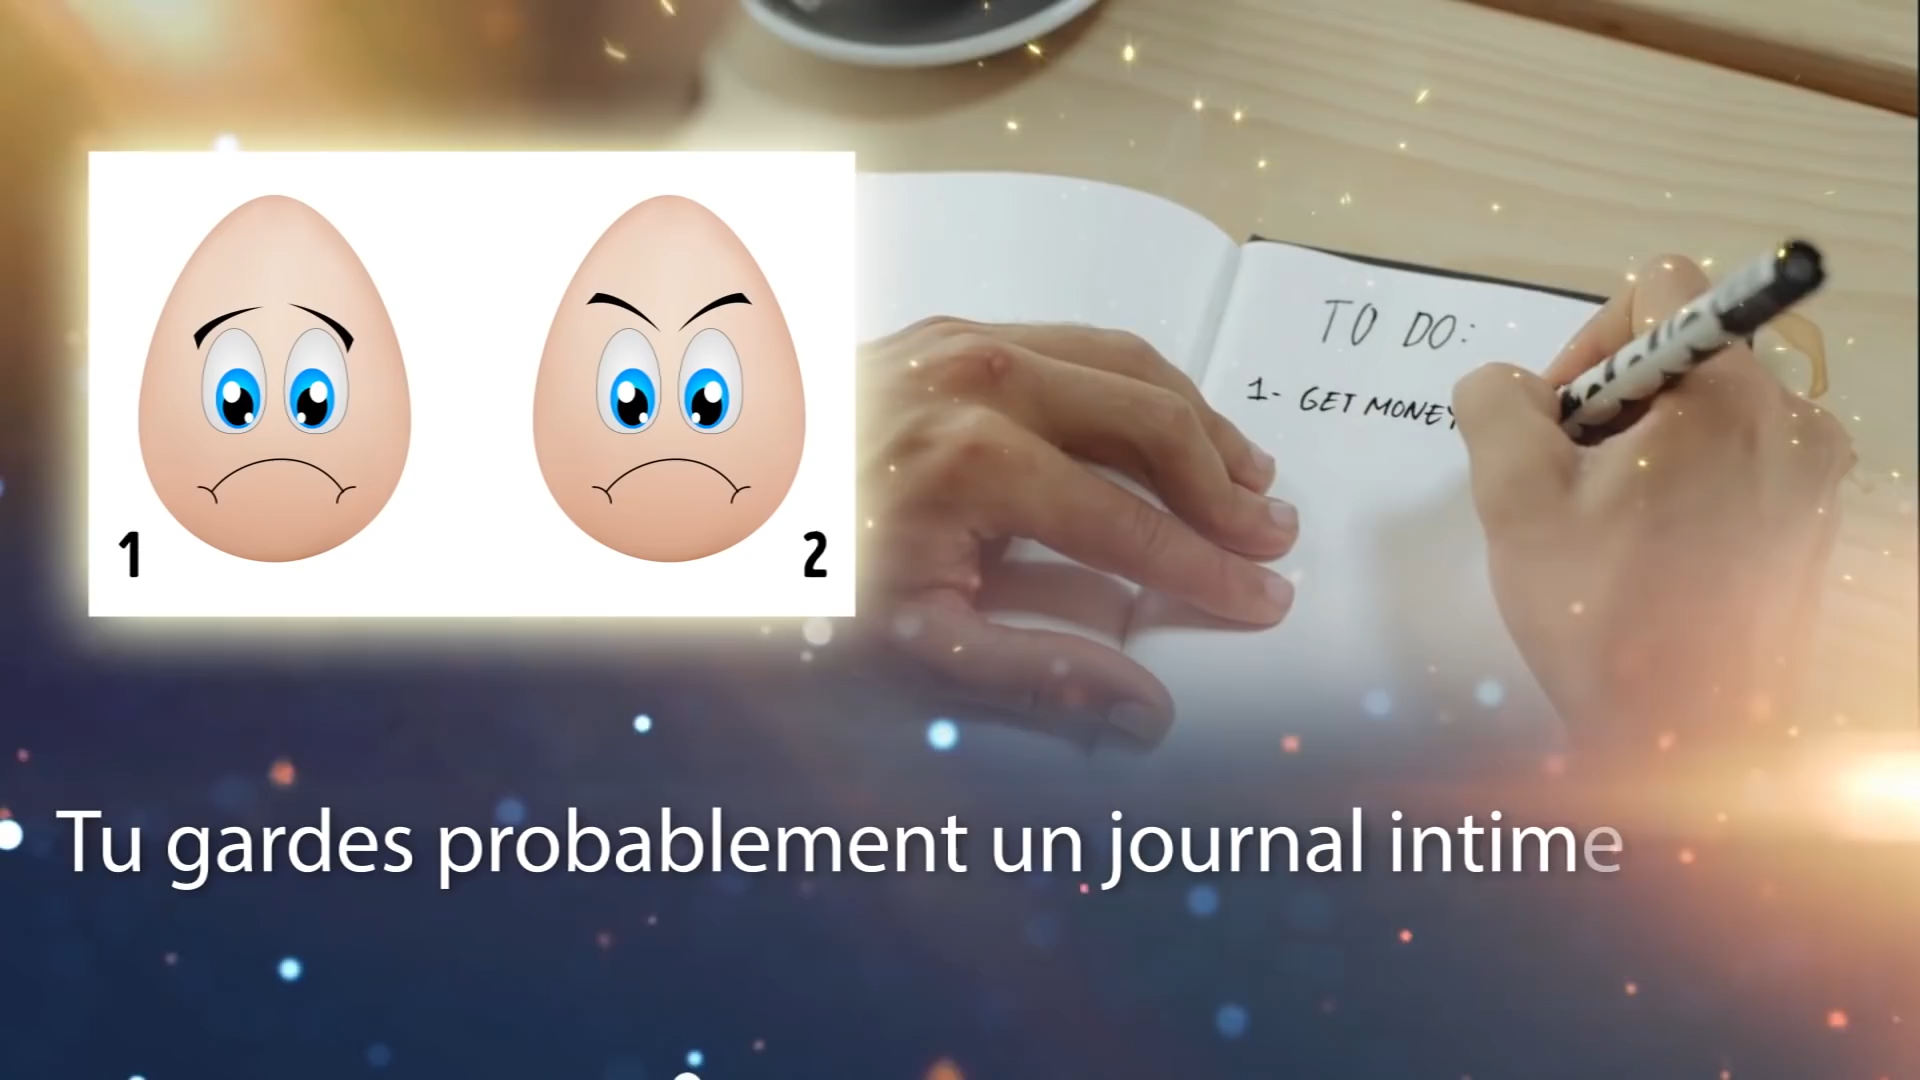 1
2
TO DO:
1- GET MONEY
Tu gardes probablement un journal intime